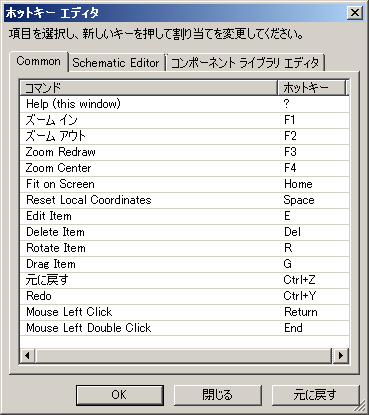 ホットキー エディタ
項目を選択し、新しいキーを押して割り当てを変更してください。
Common Schematic Editor コンポーネント ライブラリ エディタ
コマンド ホットキー
Help (this window) ?
ズーム イン F1
ズーム アウト F2
Zoom Redraw F3
Zoom Center F4
Fit on Screen Home
Reset Local Coordinates Space
Edit Item E
Delete Item Del
Rotate Item R
Drag Item G
元に戻す Ctrl+Z
Redo Ctrl+Y
Mouse Left Click Return
Mouse Left Double Click End
OK 閉じる 元に戻す